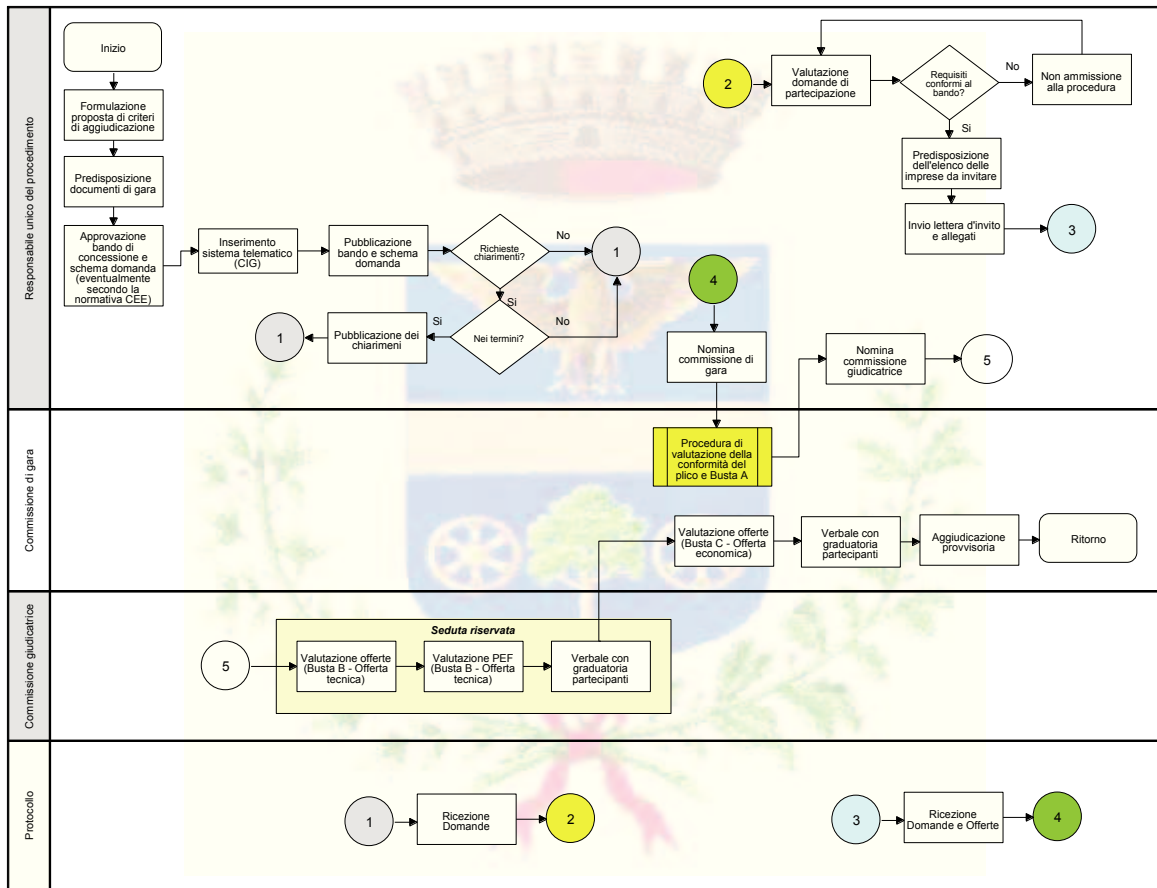 Responsabile unico del procedimento
Inizio
Formulazione
proposta di criteri
di aggiudicazione
Predisposizione
documenti di gara
Approvazione
bando di
concessione e
schema domanda
(eventualmente
secondo la
normativa CEE)
Inserimento
sistema telematico
(CIG)
Pubblicazione
bando e schema
domanda
Richieste
chiarimenti?
No
1
Si
Nei termini?
No
Si
Pubblicazione dei
chiarimeni
1
2
Valutazione
domande di
partecipazione
Requisiti
conformi al
bando?
No
Non ammissione
alla procedura
Si
Predisposizione
dell'elenco delle
imprese da invitare
Invio lettera d'invito
e allegati
3
4
Nomina
commissione di
gara
Nomina
commissione
giudicatrice
5
Commissione di gara
Procedura di
valutazione della
conformità del
plico e Busta A
Valutazione offerte
(Busta C - Offerta
economica)
Verbale con
graduatoria
partecipanti
Aggiudicazione
provvisoria
Ritorno
Commissione giudicatrice
Seduta riservata
5
Valutazione offerte
(Busta B - Offerta
tecnica)
Valutazione PEF
(Busta B - Offerta
tecnica)
Verbale con
graduatoria
partecipanti
Protocollo
1
Ricezione
Domande
2
3
Ricezione
Domande e Offerte
4